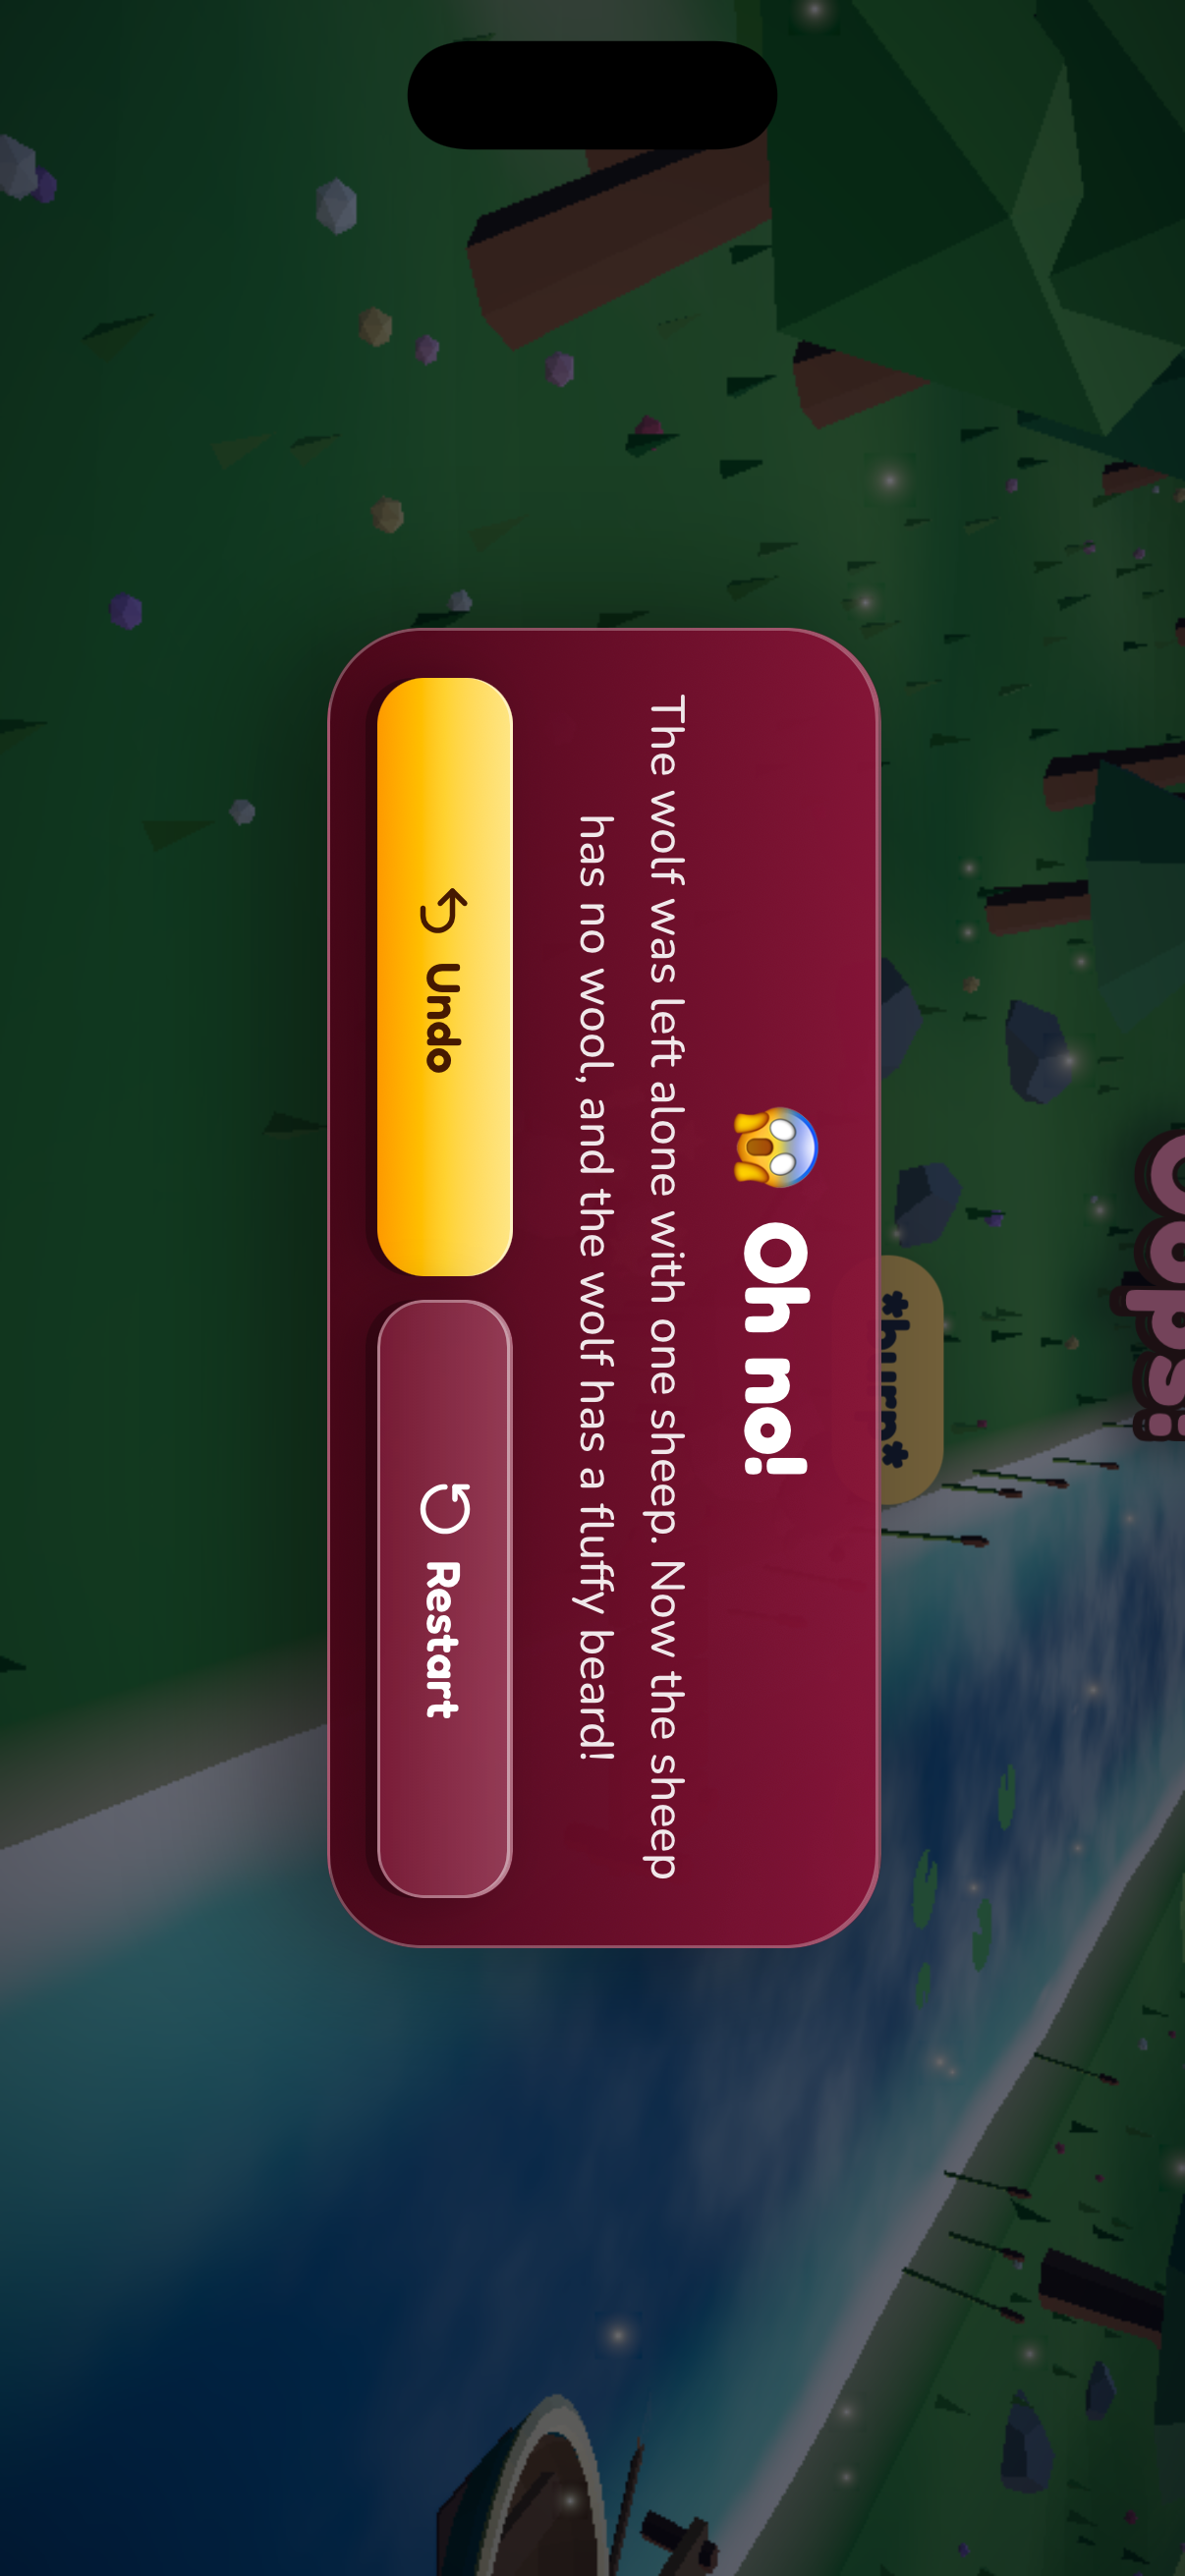 Oops!
*burp*
😱 Oh no!
The wolf was left alone with one sheep. Now the sheep
has no wool, and the wolf has a fluffy beard!
Undo
Restart